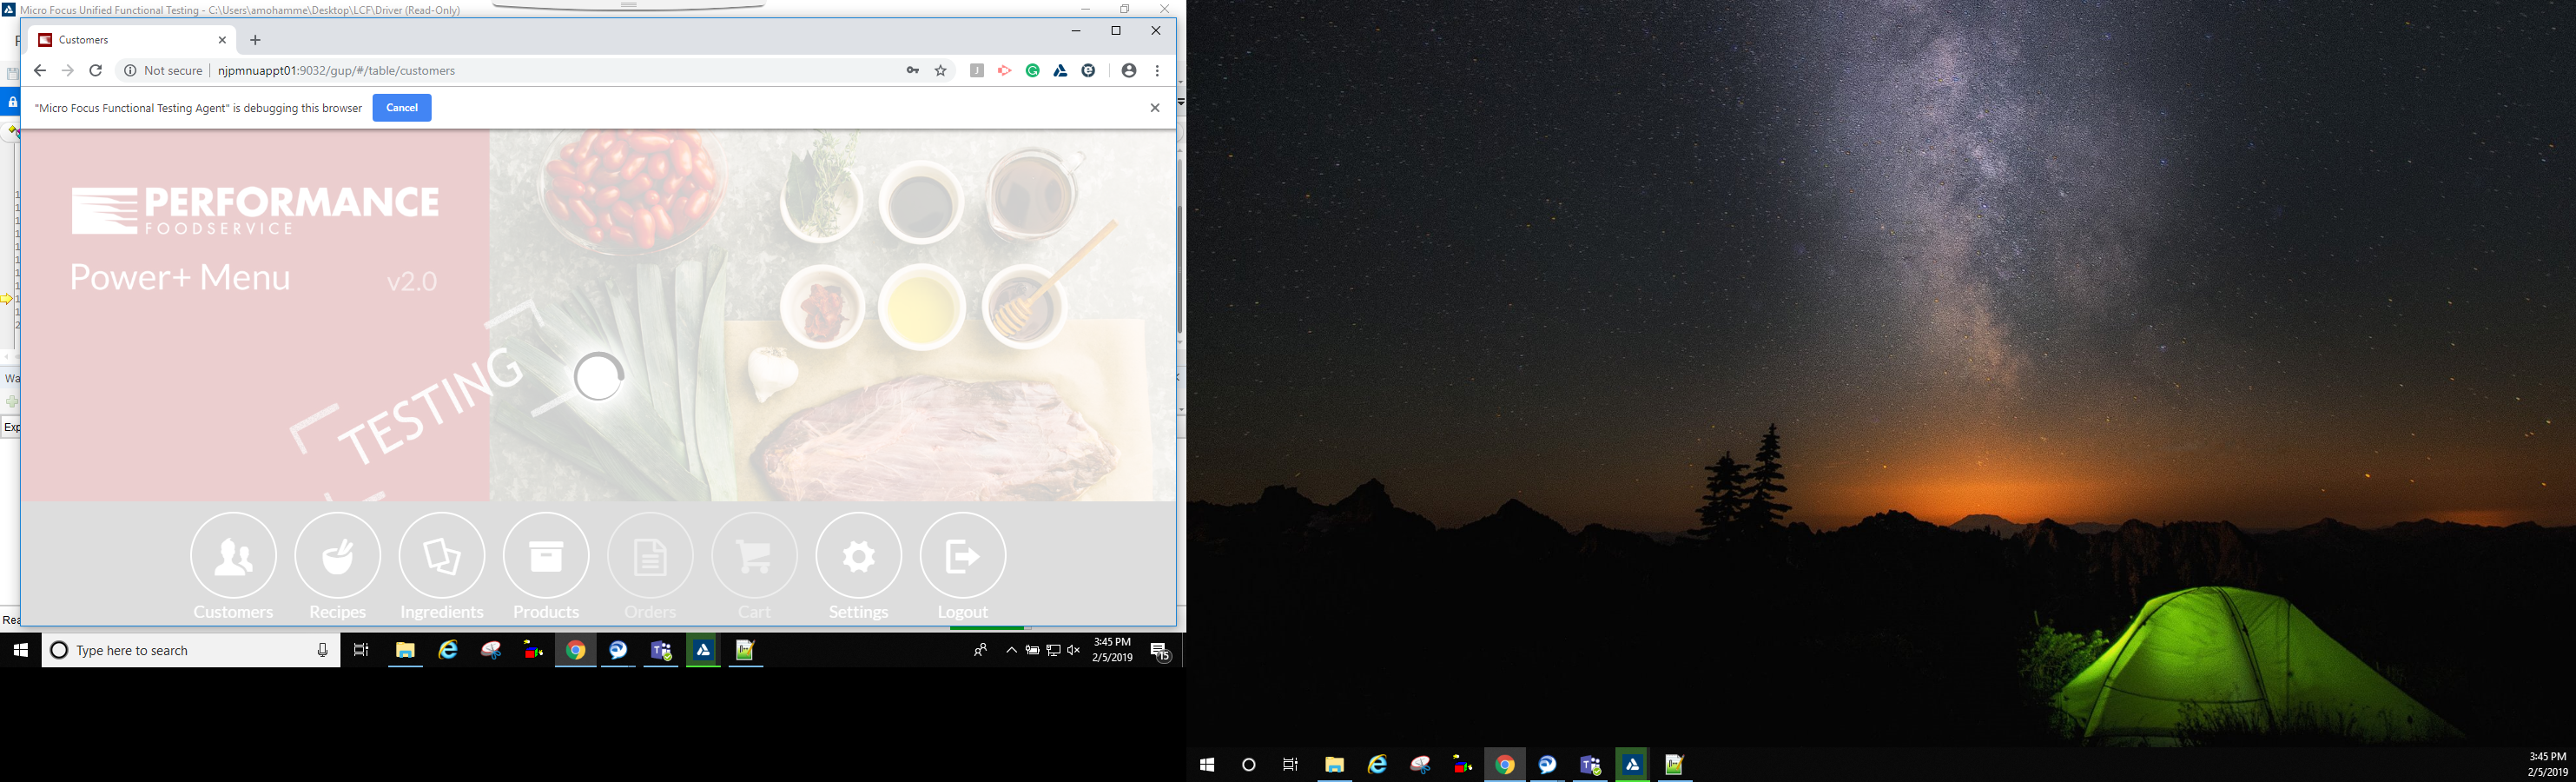 Micro Focus Unified Functional Testing - C:\Users\amohamme\Desktop\LCF\Driver (Read-Only)
Customers
Not secure | njpmnuappt01:9032/gup/#/table/customers
"Micro Focus Functional Testing Agent" is debugging this browser Cancel
PERFORMANCE
FOODSERVICE
Power+ Menu v2.0
TESTING
Customers Recipes Ingredients Products Orders Cart Settings Logout
Type here to search
3:45 PM
2/5/2019
15
3:45 PM
2/5/2019